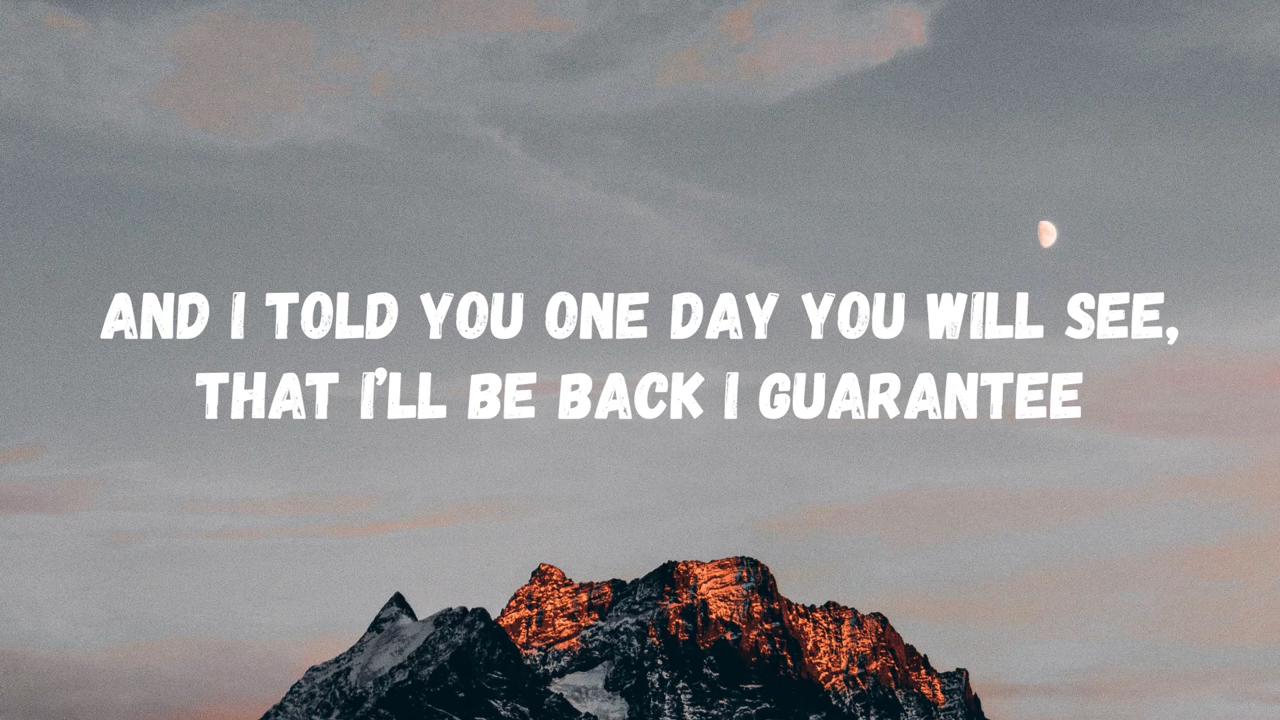 AND I TOLD YOU ONE DAY YOU WILL SEE,
THAT I'LL BE BACK I GUARANTEE